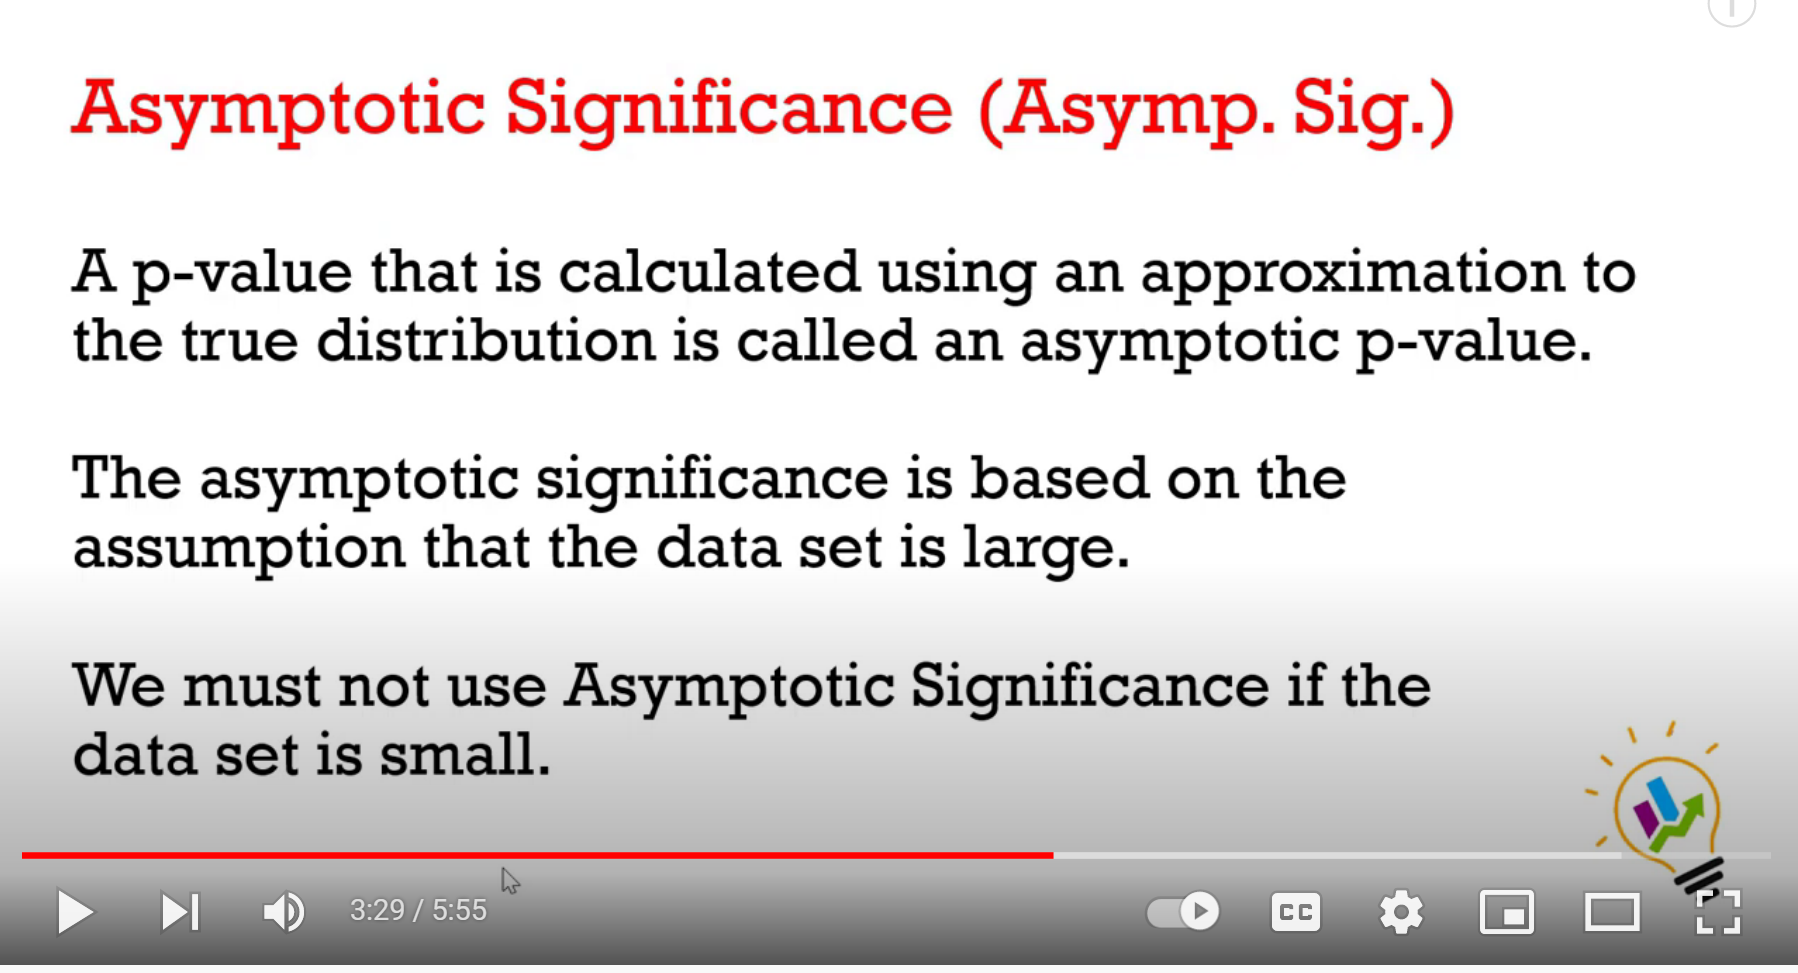 Asymptotic Significance (Asymp. Sig.)
A p-value that is calculated using an approximation to
the true distribution is called an asymptotic p-value.
The asymptotic significance is based on the
assumption that the data set is large.
We must not use Asymptotic Significance if the
data set is small.
3:29 / 5:55
CC